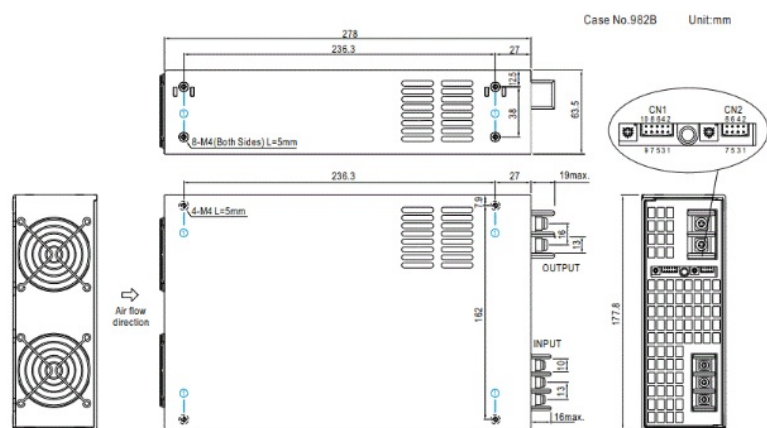 Case No.982B Unit:mm
278
236.3 27
12.5
38
63.5
8-M4(Both Sides) L=5mm
CN1 CN2
10 8 6 4 2 8 6 4 2
9 7 5 3 1 7 5 3 1
236.3 27 19max.
7.9
4-M4 L=5mm
16
13
OUTPUT
Air flow
direction
162
177.8
INPUT
10
13
16max.